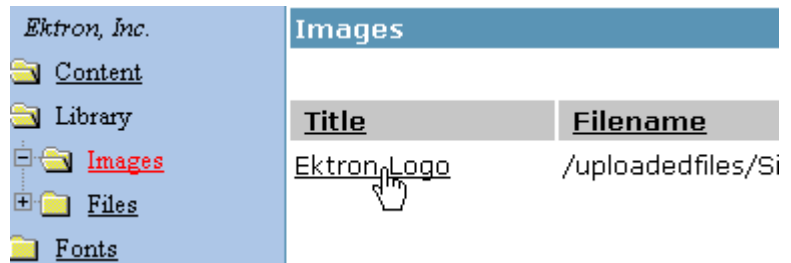 Ektron, Inc.
Content
Library
Images
Files
Fonts
Images
Title Filename
Ektron Logo /uploadedfiles/Si